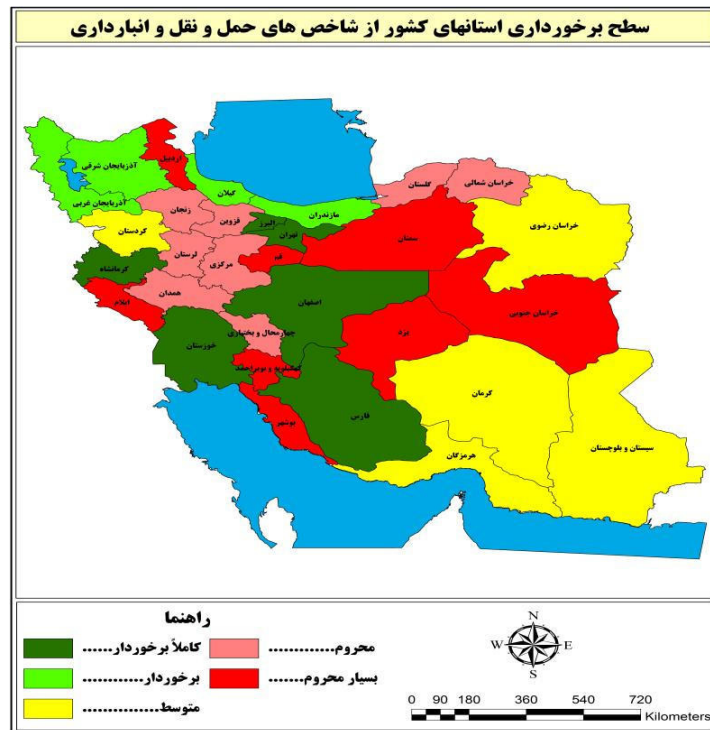 سطح برخورداری استانهای کشور از شاخص های حمل و نقل و انبارداری
اردبیل
آذربایجان شرقی
آذربایجان غربی
گیلان
مازندران
گلستان
خراسان شمالی
خراسان رضوی
زنجان
قزوین
البرز
تهران
سمنان
کردستان
لرستان
مرکزی
قم
کرمانشاه
همدان
ایلام
اصفهان
خراسان جنوبی
یزد
چهارمحال و بختیاری
خوزستان
کهگیلویه و بویراحمد
کرمان
فارس
بوشهر
سیستان و بلوچستان
هرمزگان
راهنما
کاملاً برخوردار......
محروم.............
برخوردار............
بسیار محروم.......
متوسط................
N
W E
S
0 90 180 360 540 720
Kilometers